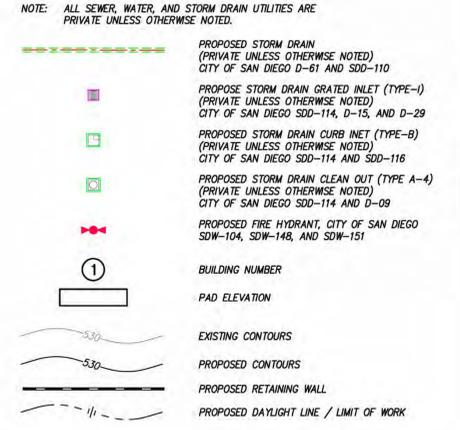 NOTE: ALL SEWER, WATER, AND STORM DRAIN UTILITIES ARE
PRIVATE UNLESS OTHERWISE NOTED.
PROPOSED STORM DRAIN
(PRIVATE UNLESS OTHERWISE NOTED)
CITY OF SAN DIEGO D-61 AND SDD-110
PROPOSE STORM DRAIN GRATED INLET (TYPE-I)
(PRIVATE UNLESS OTHERWISE NOTED)
CITY OF SAN DIEGO SDD-114, D-15, AND D-29
PROPOSED STORM DRAIN CURB INET (TYPE-B)
(PRIVATE UNLESS OTHERWISE NOTED)
CITY OF SAN DIEGO SDD-114 AND SDD-116
PROPOSED STORM DRAIN CLEAN OUT (TYPE A-4)
(PRIVATE UNLESS OTHERWISE NOTED)
CITY OF SAN DIEGO SDD-114 AND D-09
PROPOSED FIRE HYDRANT, CITY OF SAN DIEGO
SDW-104, SDW-148, AND SDW-151
1 BUILDING NUMBER
PAD ELEVATION
530 EXISTING CONTOURS
530 PROPOSED CONTOURS
PROPOSED RETAINING WALL
PROPOSED DAYLIGHT LINE / LIMIT OF WORK